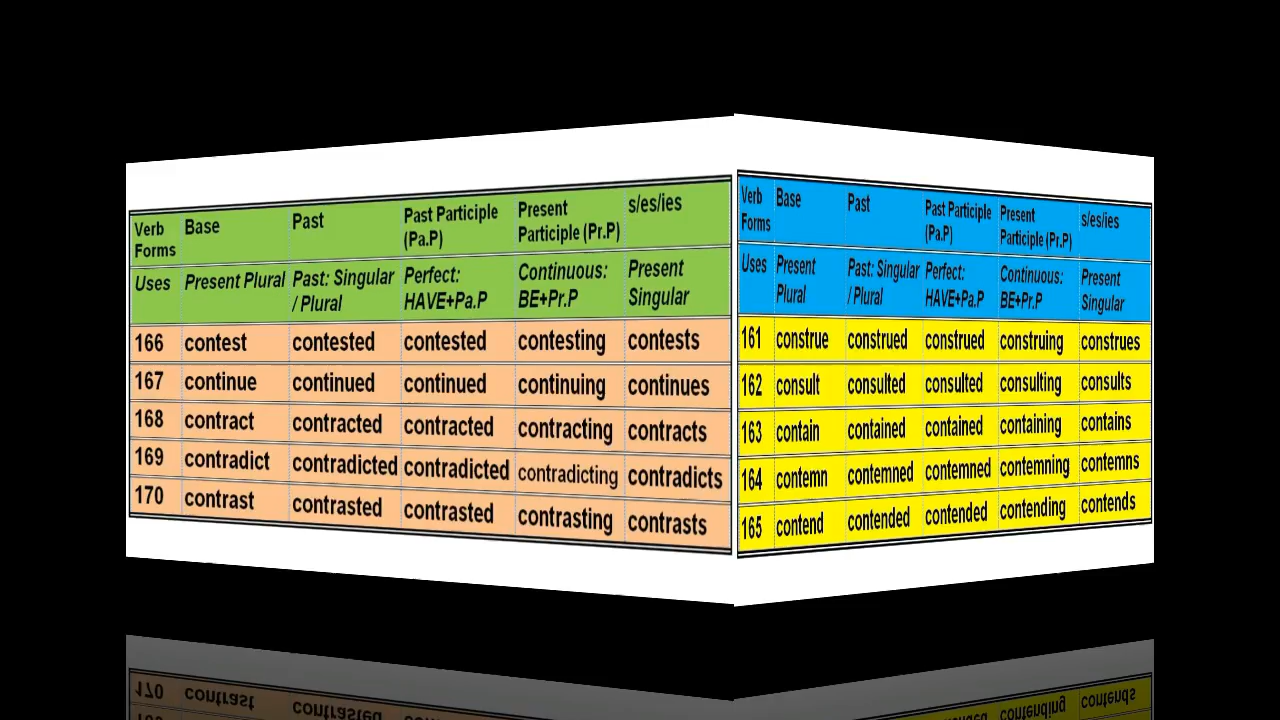 Verb Forms Base Past Past Participle (Pa.P) Present Participle (Pr.P) s/es/ies
Uses Present Plural Past: Singular / Plural Perfect: HAVE+Pa.P Continuous: BE+Pr.P Present Singular
166 contest contested contested contesting contests
167 continue continued continued continuing continues
168 contract contracted contracted contracting contracts
169 contradict contradicted contradicted contradicting contradicts
170 contrast contrasted contrasted contrasting contrasts
Verb Forms Base Past Past Participle (Pa.P) Present Participle (Pr.P) s/es/ies
Uses Present Plural Past: Singular / Plural Perfect: HAVE+Pa.P Continuous: BE+Pr.P Present Singular
161 construe construed construed construing construes
162 consult consulted consulted consulting consults
163 contain contained contained containing contains
164 contemn contemned contemned contemning contemns
165 contend contended contended contending contends